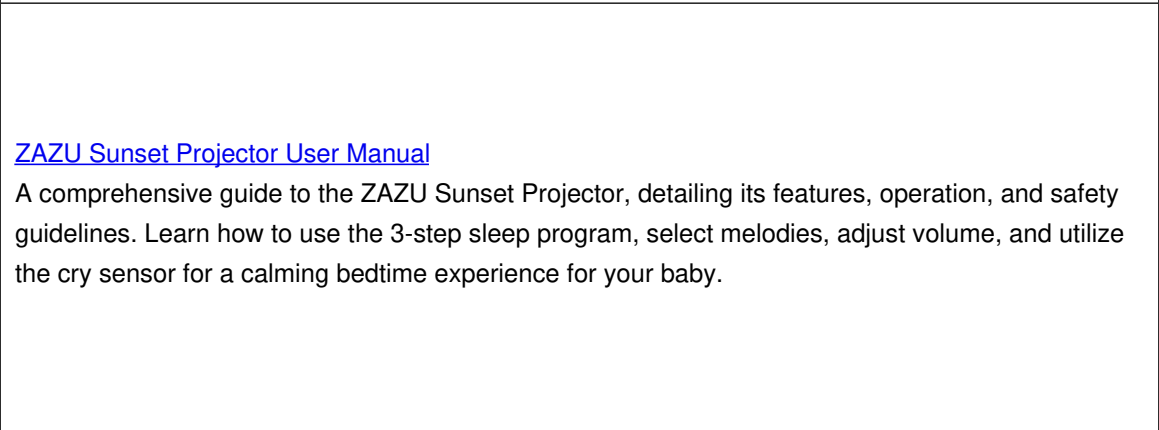 ZAZU Sunset Projector User Manual
A comprehensive guide to the ZAZU Sunset Projector, detailing its features, operation, and safety
guidelines. Learn how to use the 3-step sleep program, select melodies, adjust volume, and utilize
the cry sensor for a calming bedtime experience for your baby.